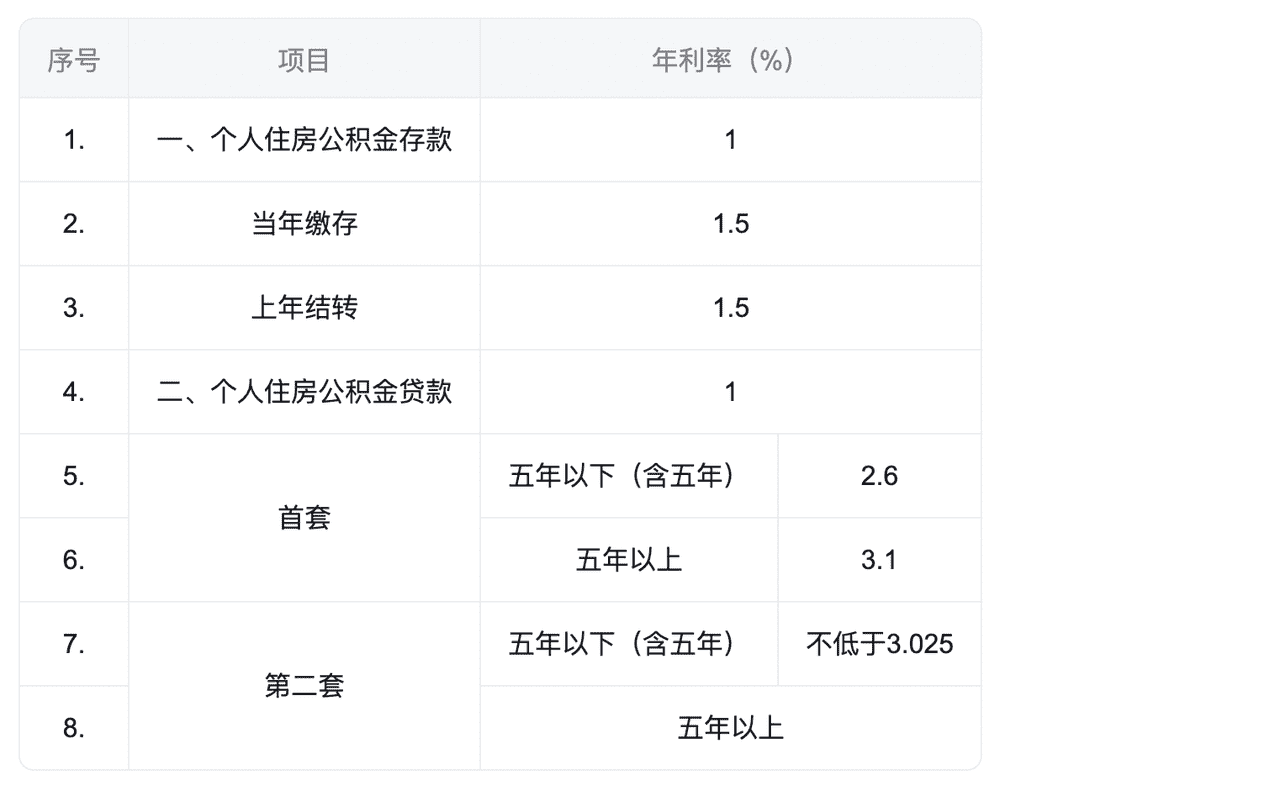 序号 项目 年利率（%）
1. 一、个人住房公积金存款 1
2. 当年缴存 1.5
3. 上年结转 1.5
4. 二、个人住房公积金贷款 1
5. 首套 五年以下（含五年） 2.6
6. 五年以上 3.1
7. 第二套 五年以下（含五年） 不低于3.025
8. 五年以上